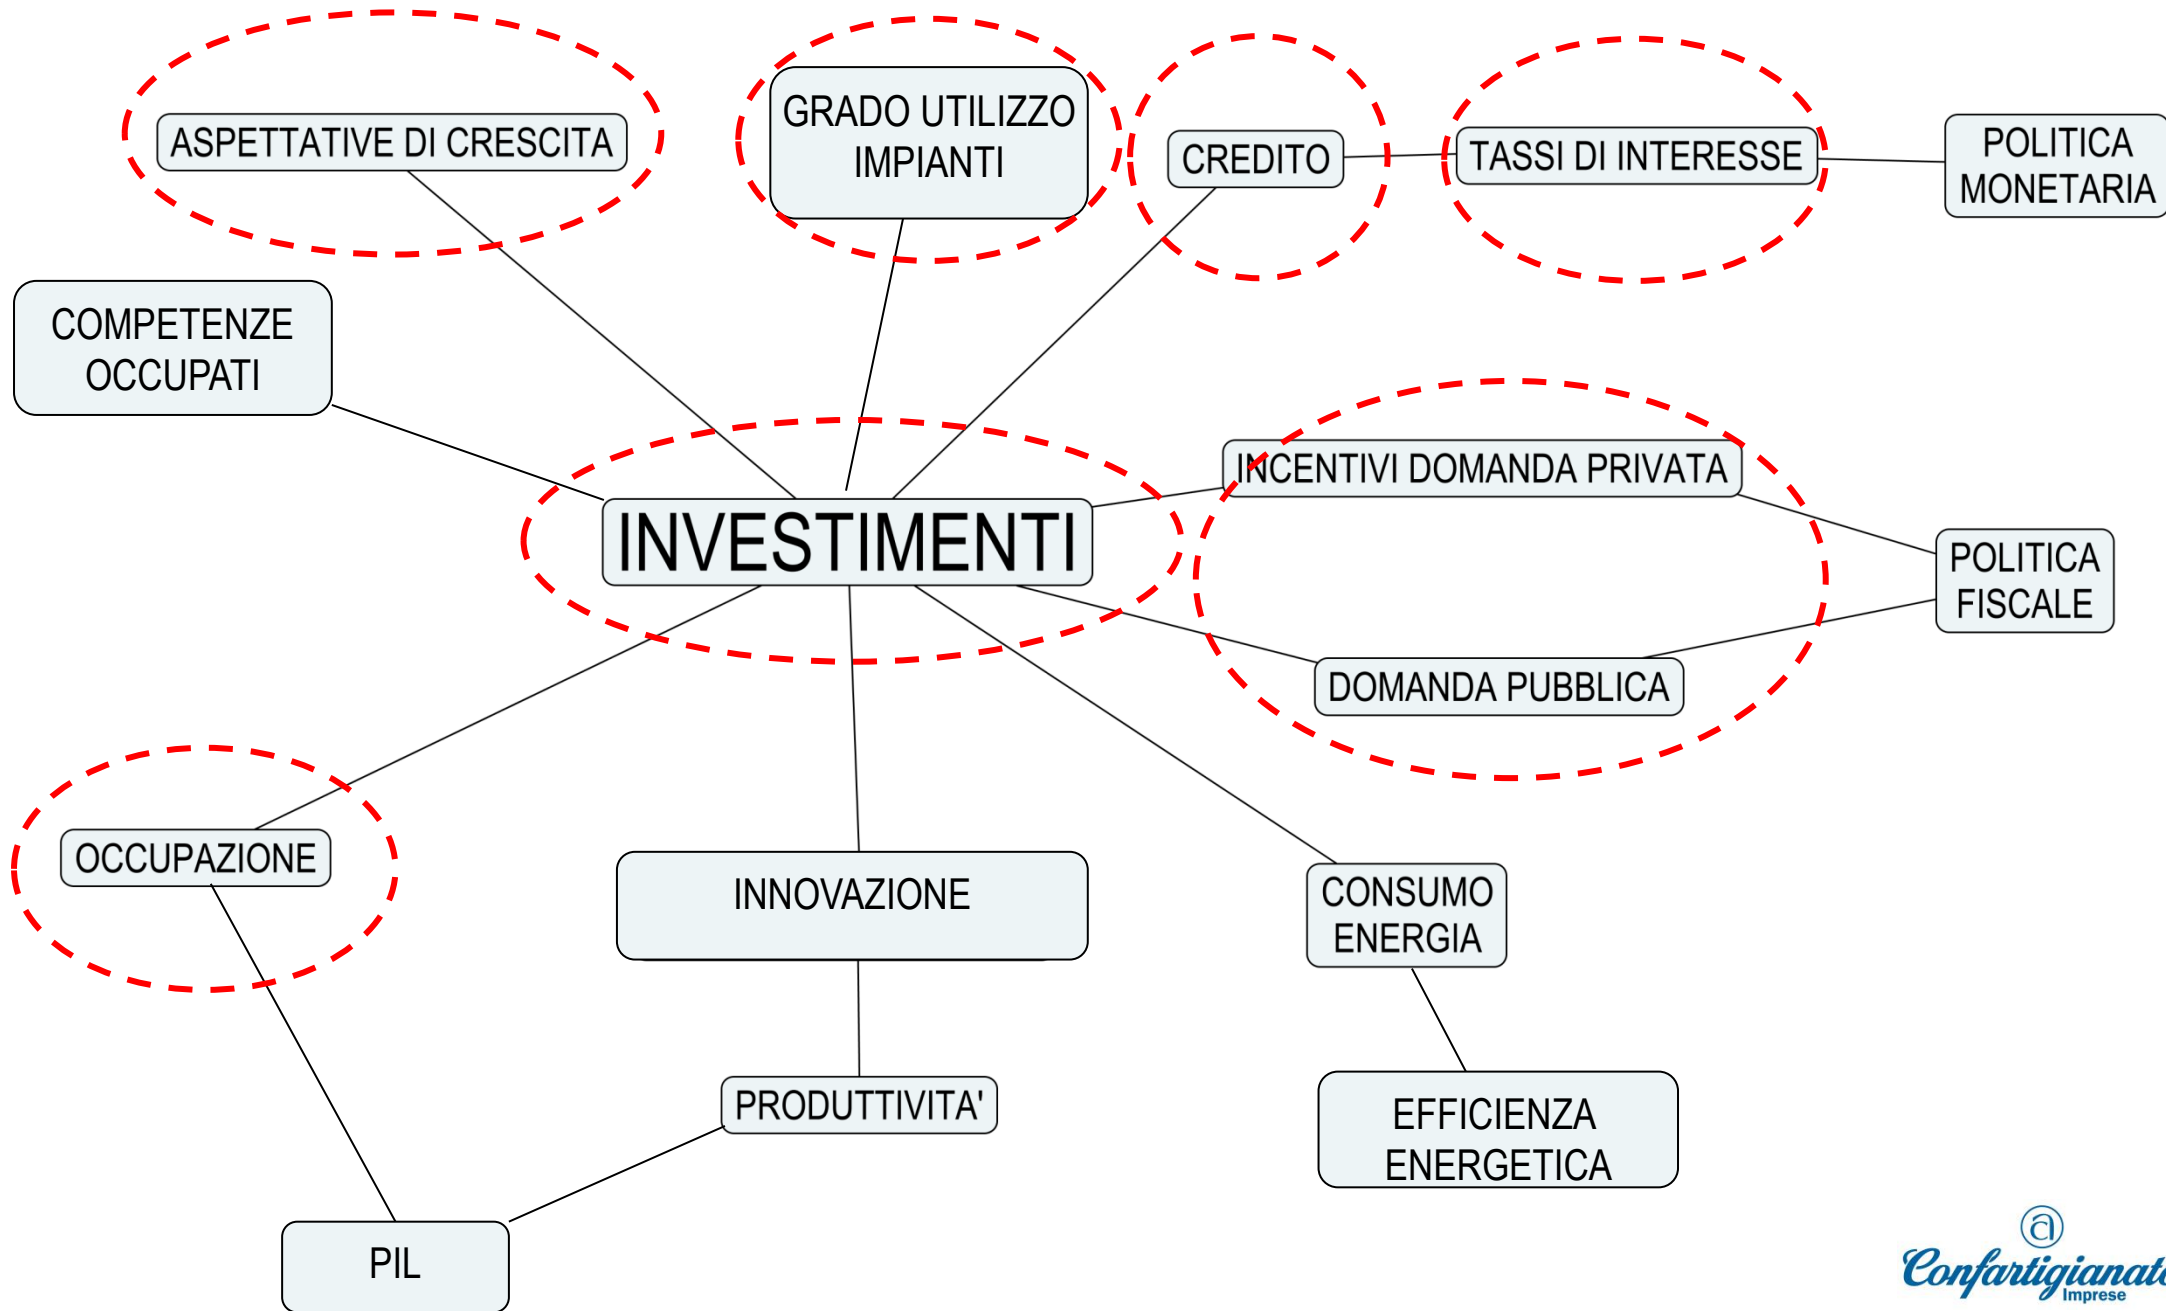 ASPETTATIVE DI CRESCITA
GRADO UTILIZZO
IMPIANTI
CREDITO
TASSI DI INTERESSE
POLITICA
MONETARIA
COMPETENZE
OCCUPATI
INCENTIVI DOMANDA PRIVATA
INVESTIMENTI
POLITICA
FISCALE
DOMANDA PUBBLICA
OCCUPAZIONE
INNOVAZIONE
CONSUMO
ENERGIA
PRODUTTIVITA'
EFFICIENZA
ENERGETICA
PIL
Confartigianato
Imprese